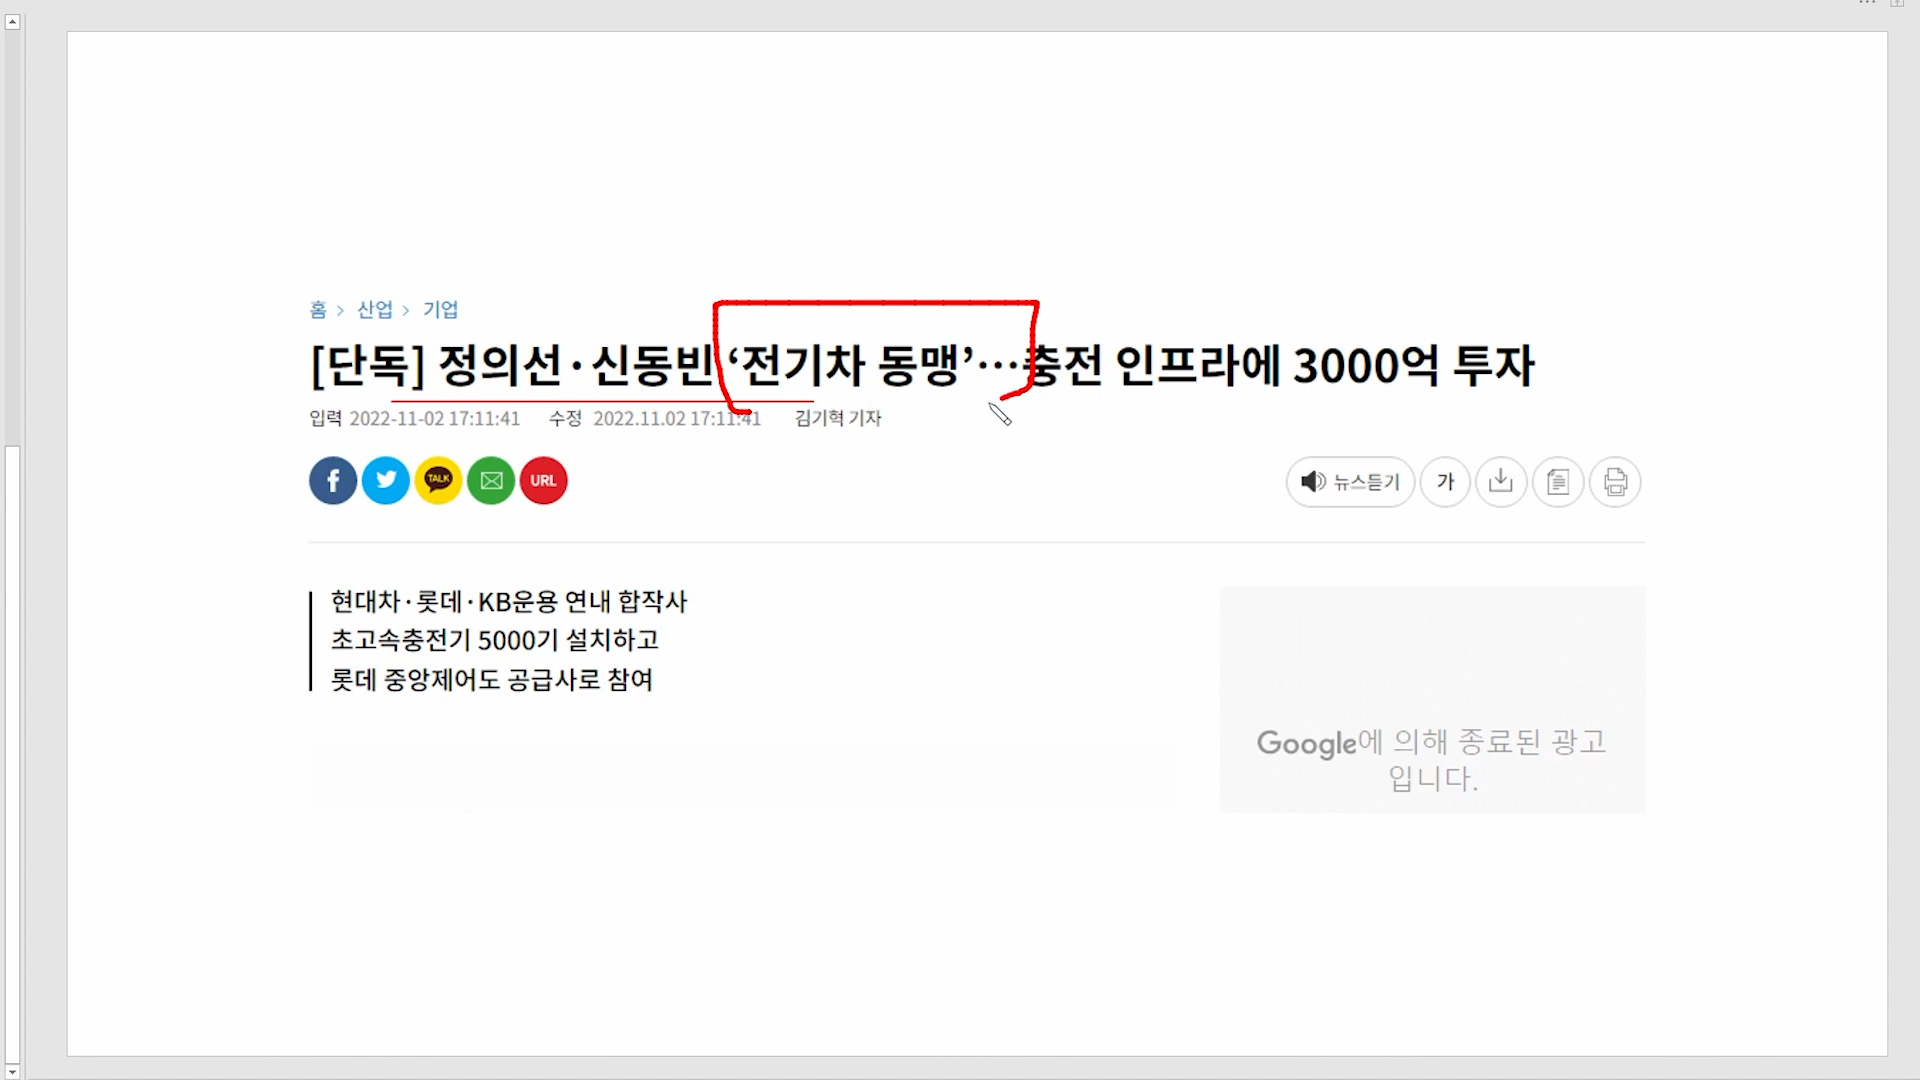 홈 > 산업 > 기업
[단독] 정의선·신동빈 ‘전기차 동맹’…충전 인프라에 3000억 투자
입력 2022-11-02 17:11:41 수정 2022.11.02 17:11:41 김기혁 기자
f TALK URL 뉴스듣기 가
현대차·롯데·KB운용 연내 합작사
초고속충전기 5000기 설치하고
롯데 중앙제어도 공급사로 참여
Google에 의해 종료된 광고
입니다.